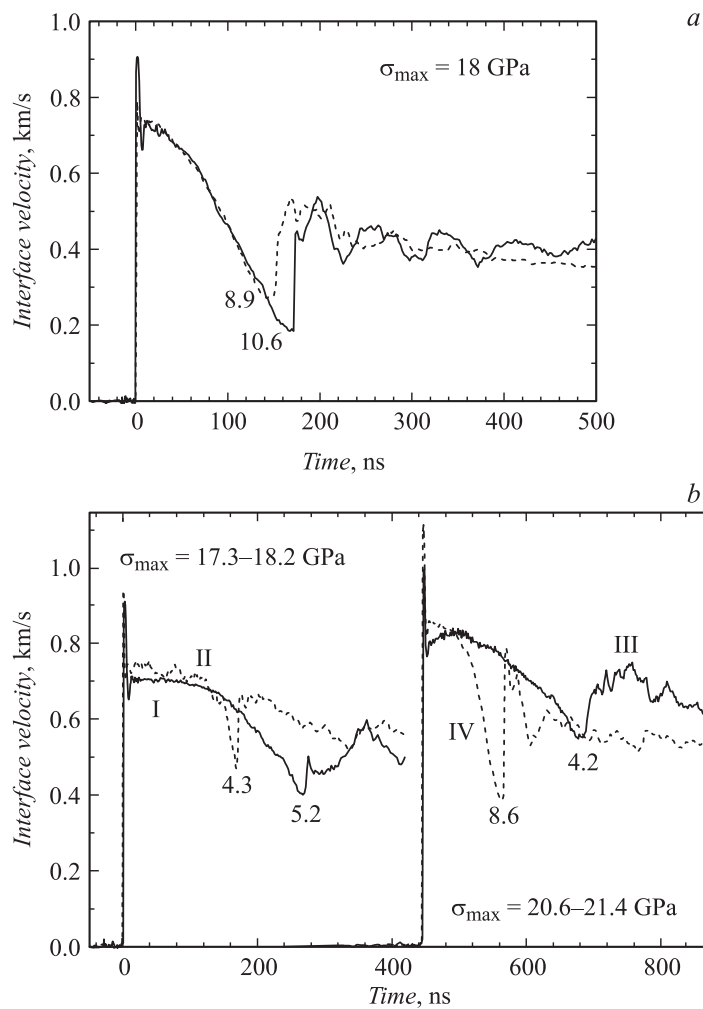 a
1.0
σmax = 18 GPa
0.8
0.6
0.4
8.9
0.2
10.6
0.0
0 100 200 300 400 500
Interface velocity, km/s
Time, ns
b
σmax = 17.3–18.2 GPa
1.0
0.8
II
III
I
0.6
IV
4.3
4.2
0.4
5.2
8.6
0.2
σmax = 20.6–21.4 GPa
0.0
0 200 400 600 800
Interface velocity, km/s
Time, ns